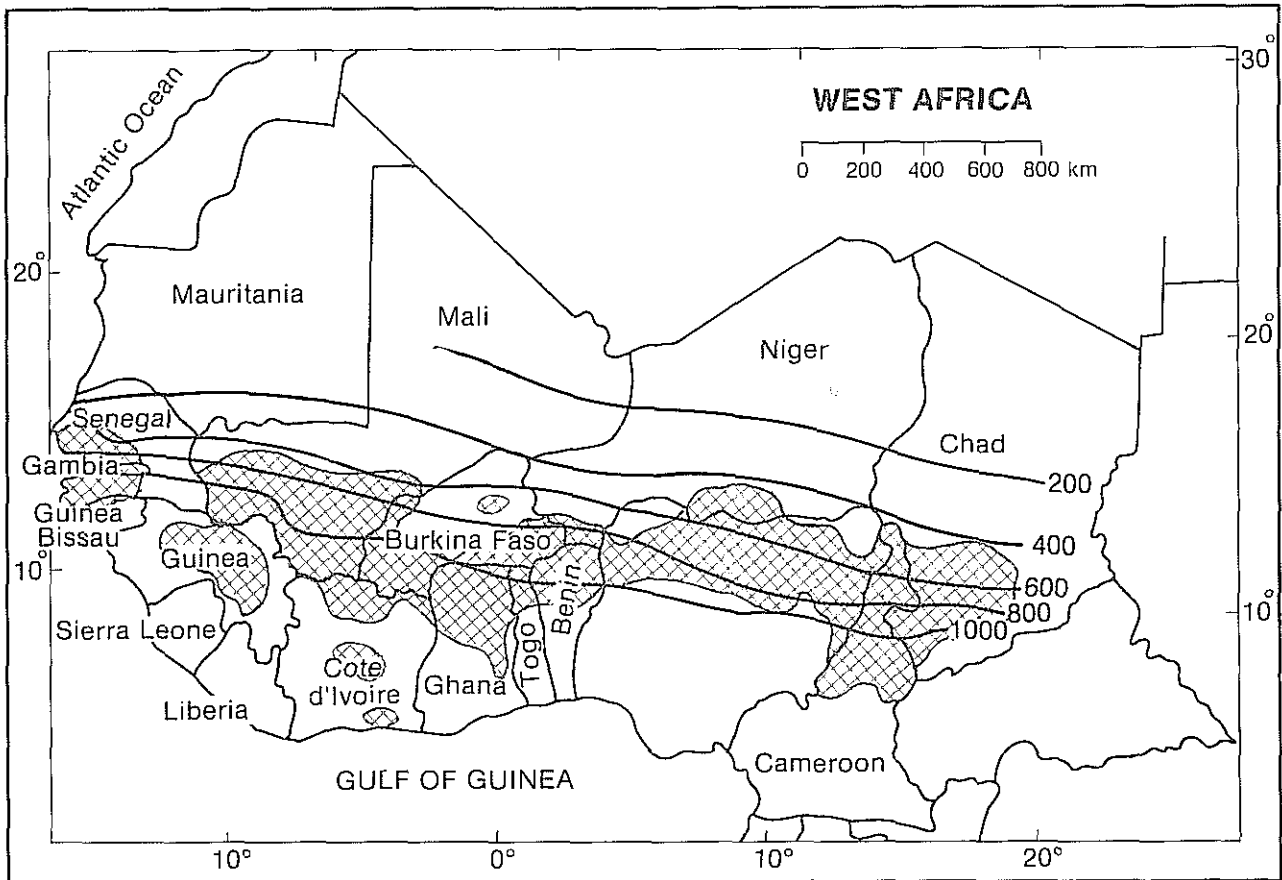 30°
WEST AFRICA
0 200 400 600 800 km
Atlantic Ocean
20°
Mauritania
Mali
20°
Niger
Senegal
Chad
Gambia
200
Guinea
Bissau
Burkina Faso
400
Guinea
10°
600
Benin
800
10°
Sierra Leone
1000
Togo
Cote
d'Ivoire
Ghana
Liberia
Cameroon
GULF OF GUINEA
10° 0° 10° 20°